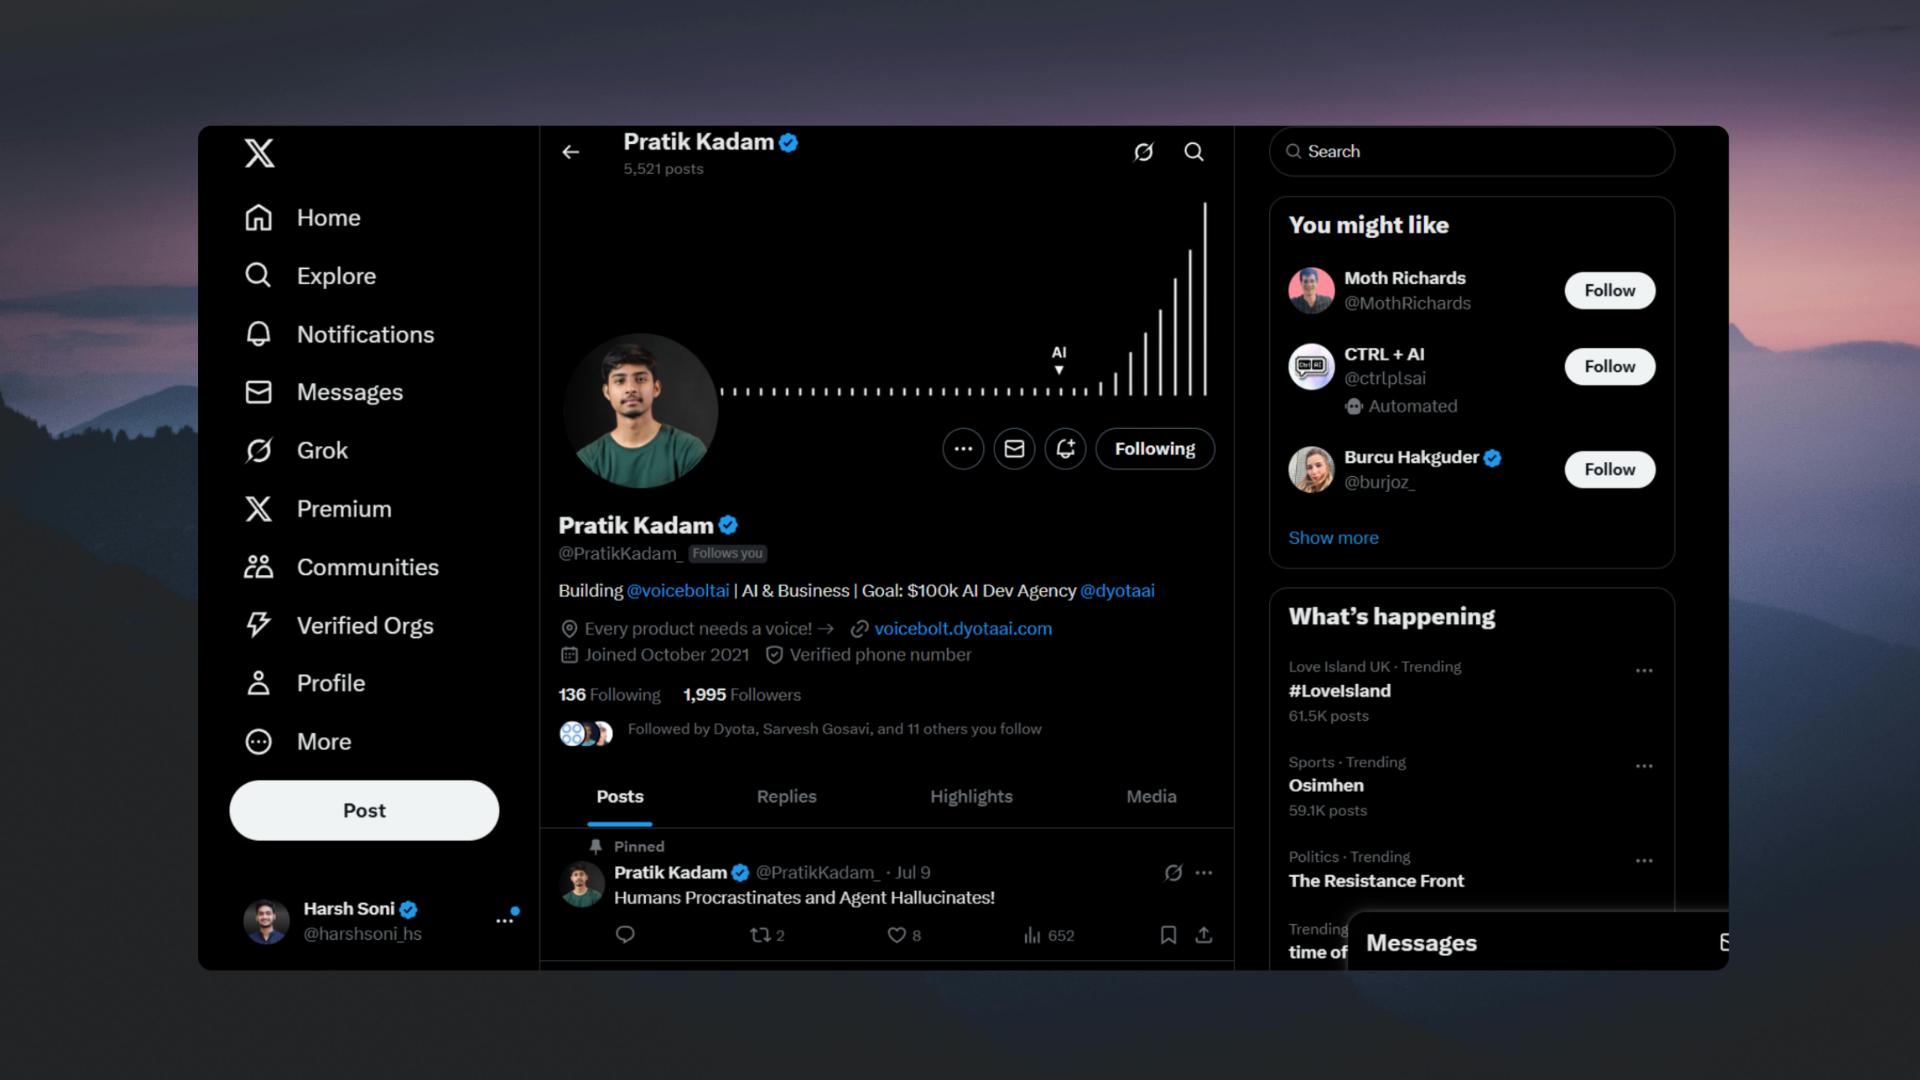 Home
Explore
Notifications
Messages
Grok
Premium
Communities
Verified Orgs
Profile
More
Post
Harsh Soni
@harshsoni_hs
Pratik Kadam
5,521 posts
AI
Following
Pratik Kadam
@PratikKadam_ Follows you
Building @voiceboltai | AI & Business | Goal: $100k AI Dev Agency @dyotaai
Every product needs a voice! → voicebolt.dyotaai.com
Joined October 2021 Verified phone number
136 Following 1,995 Followers
Followed by Dyota, Sarvesh Gosavi, and 11 others you follow
Posts Replies Highlights Media
Pinned
Pratik Kadam @PratikKadam_ · Jul 9
Humans Procrastinates and Agent Hallucinates!
2 8 652
Search
You might like
Moth Richards
@MothRichards
Follow
CTRL + AI
@ctrlplsai
Automated
Follow
Burcu Hakguder
@burjoz_
Follow
Show more
What's happening
Love Island UK · Trending
#LoveIsland
61.5K posts
Sports · Trending
Osimhen
59.1K posts
Politics · Trending
The Resistance Front
Trending
time of
Messages